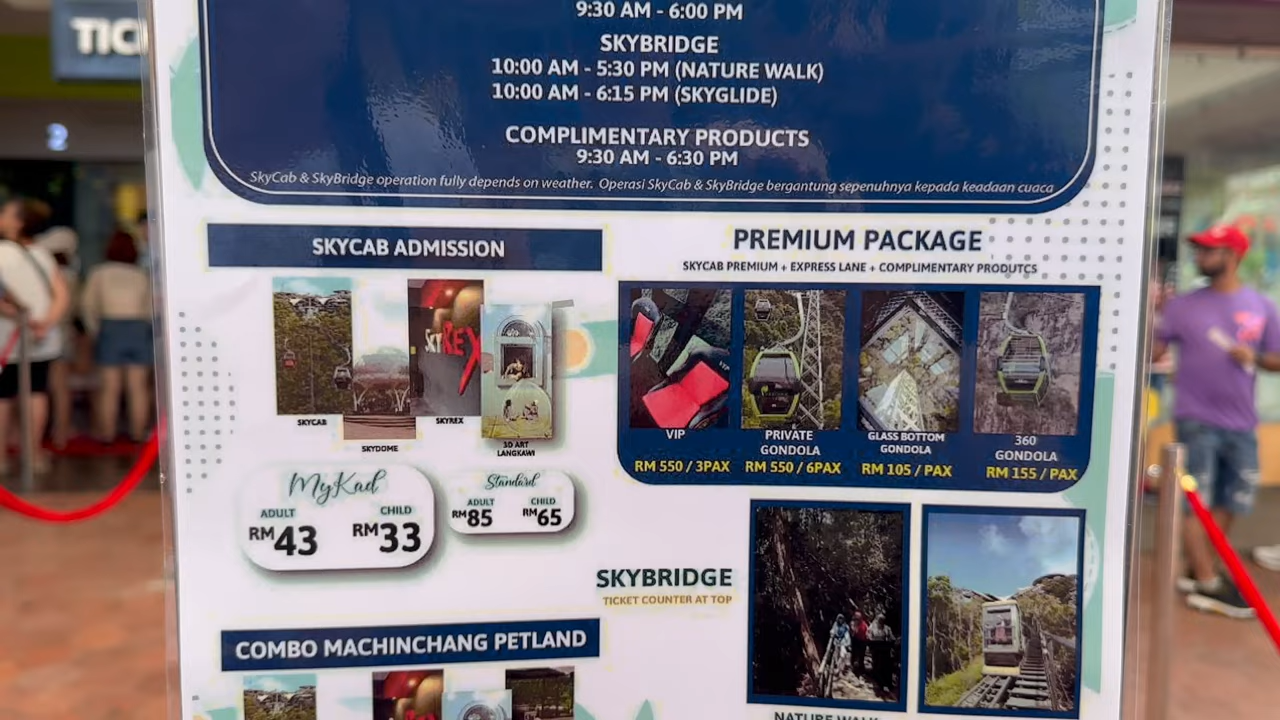 TIC
2
9:30 AM - 6:00 PM
SKYBRIDGE
10:00 AM - 5:30 PM (NATURE WALK)
10:00 AM - 6:15 PM (SKYGLIDE)
COMPLIMENTARY PRODUCTS
9:30 AM - 6:30 PM
SkyCab & SkyBridge operation fully depends on weather. Operasi SkyCab & SkyBridge bergantung sepenuhnya kepada keadaan cuaca
SKYCAB ADMISSION
SKYREX
SKYCAB
SKYDOME
SKYREX
3D ART
LANGKAWI
MyKad
ADULT
RM43
CHILD
RM33
Standard
ADULT
RM85
CHILD
RM65
PREMIUM PACKAGE
SKYCAB PREMIUM + EXPRESS LANE + COMPLIMENTARY PRODUTCS
VIP
RM 550 / 3PAX
PRIVATE
GONDOLA
RM 550 / 6PAX
GLASS BOTTOM
GONDOLA
RM 105 / PAX
360
GONDOLA
RM 155 / PAX
SKYBRIDGE
TICKET COUNTER AT TOP
NATURE WALK
COMBO MACHINCHANG PETLAND